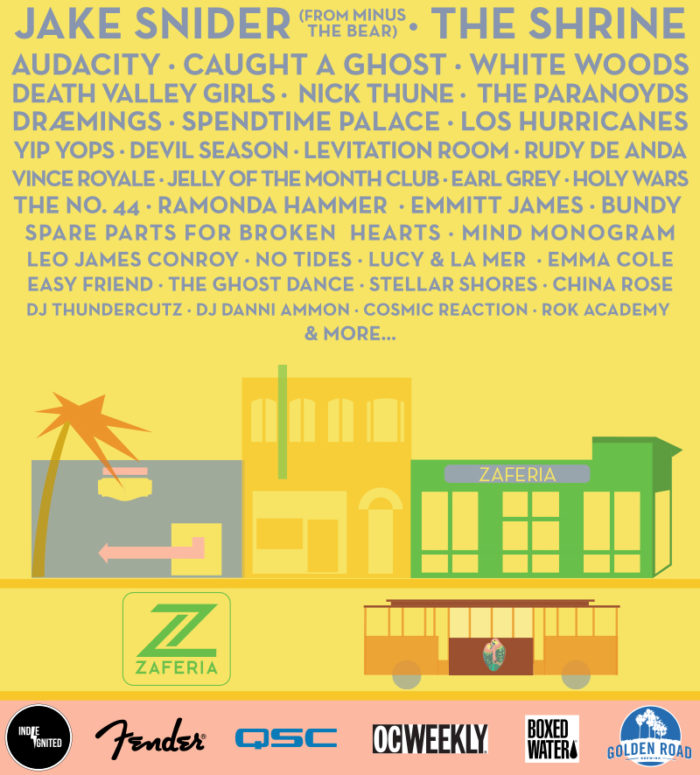 JAKE SNIDER (FROM MINUS THE BEAR) · THE SHRINE
AUDACITY · CAUGHT A GHOST · WHITE WOODS
DEATH VALLEY GIRLS · NICK THUNE · THE PARANOYDS
DRÆMINGS · SPENDTIME PALACE · LOS HURRICANES
YIP YOPS · DEVIL SEASON · LEVITATION ROOM · RUDY DE ANDA
VINCE ROYALE · JELLY OF THE MONTH CLUB · EARL GREY · HOLY WARS
THE NO. 44 · RAMONDA HAMMER · EMMITT JAMES · BUNDY
SPARE PARTS FOR BROKEN HEARTS · MIND MONOGRAM
LEO JAMES CONROY · NO TIDES · LUCY & LA MER · EMMA COLE
EASY FRIEND · THE GHOST DANCE · STELLAR SHORES · CHINA ROSE
DJ THUNDERCUTZ · DJ DANNI AMMON · COSMIC REACTION · ROK ACADEMY
& MORE...
ZAFERIA
Z
ZAFERIA
INDIE IGNITED
Fender
QSC
OC WEEKLY
BOXED WATER
GOLDEN ROAD
BREWING